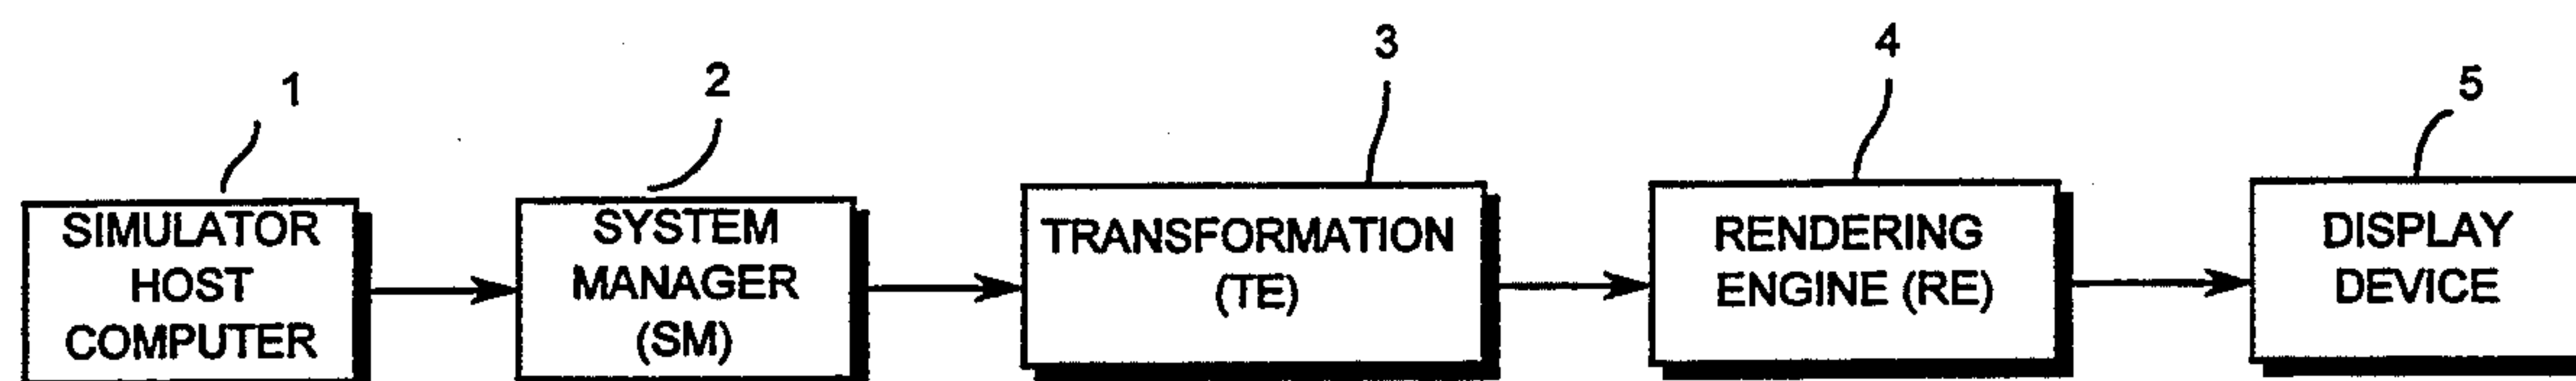 1
2
3
4
5
SIMULATOR
HOST
COMPUTER
SYSTEM
MANAGER
(SM)
TRANSFORMATION
(TE)
RENDERING
ENGINE (RE)
DISPLAY
DEVICE